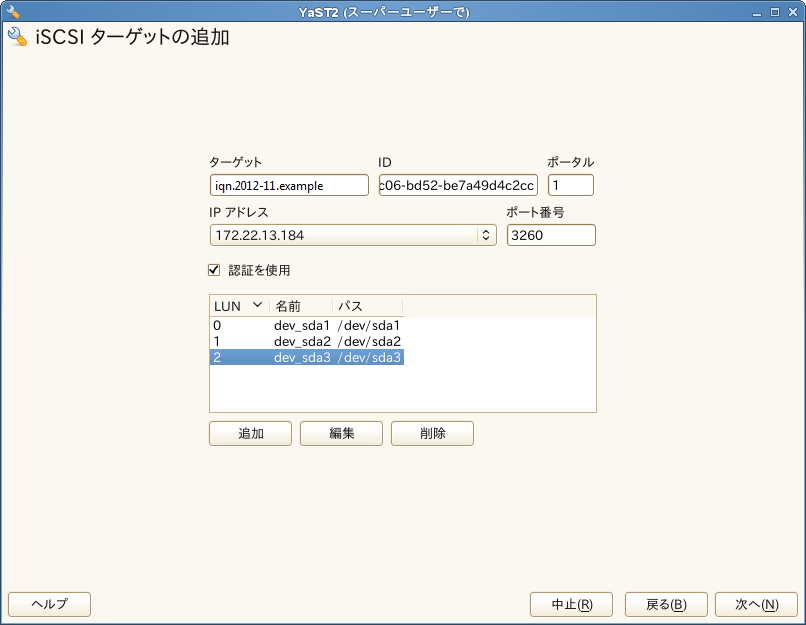 YaST2 (スーパーユーザーで)
iSCSI ターゲットの追加
ターゲット ID ポータル
iqn.2012-11.example c06-bd52-be7a49d4c2cc 1
IP アドレス ポート番号
172.22.13.184 3260
認証を使用
LUN 名前 パス
0 dev_sda1 /dev/sda1
1 dev_sda2 /dev/sda2
2 dev_sda3 /dev/sda3
追加 編集 削除
ヘルプ 中止(R) 戻る(B) 次へ(N)